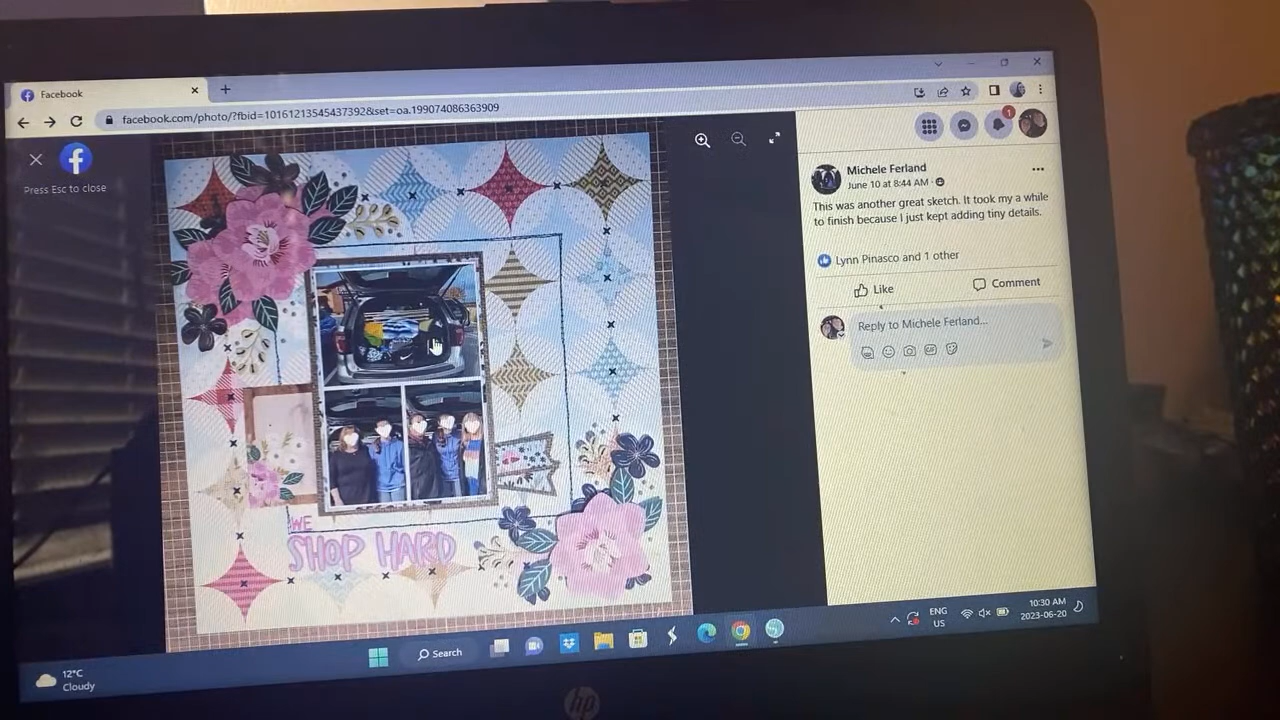 Facebook
facebook.com/photo/?fbid=10161213545437392&set=oa.199074086363909
Press Esc to close
1
Michele Ferland
June 10 at 8:44 AM ·
This was another great sketch. It took my a while
to finish because I just kept adding tiny details.
Lynn Pinasco and 1 other
Like
Comment
Reply to Michele Ferland...
GIF
WE
SHOP HARD
12°C
Cloudy
Search
ENG
US
10:30 AM
2023-06-20
hp